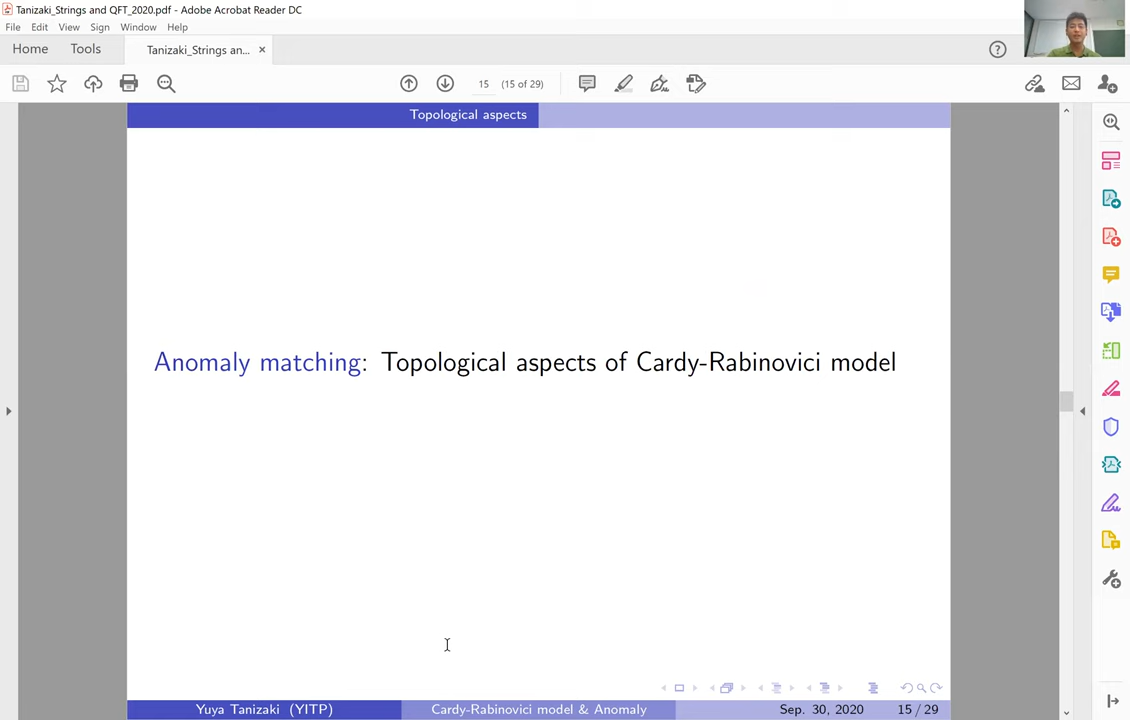 Tanizaki_Strings and QFT_2020.pdf - Adobe Acrobat Reader DC
File Edit View Sign Window Help
Home Tools Tanizaki_Strings an... ×
15 (15 of 29)
Topological aspects
Anomaly matching: Topological aspects of Cardy-Rabinovici model
Yuya Tanizaki (YITP) Cardy-Rabinovici model & Anomaly Sep. 30, 2020 15 / 29